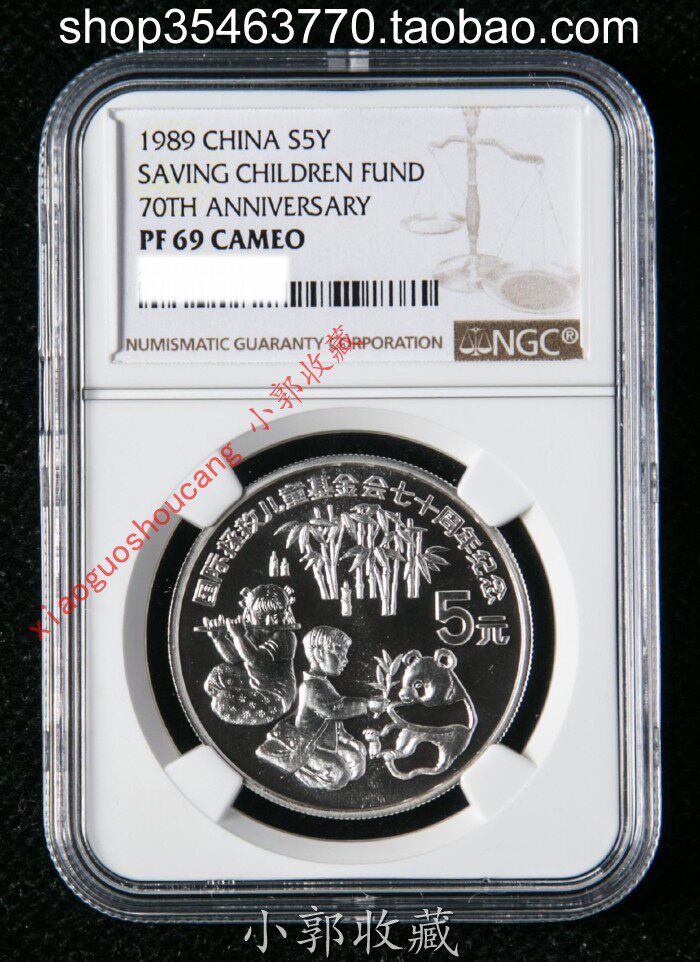 shop35463770.taobao.com
1989 CHINA S5Y
SAVING CHILDREN FUND
70TH ANNIVERSARY
PF 69 CAMEO
NUMISMATIC GUARANTY CORPORATION
NGC®
xiaoguoshoucang 小郭收藏
国际拯救儿童基金会七十周年纪念
5元
小郭收藏